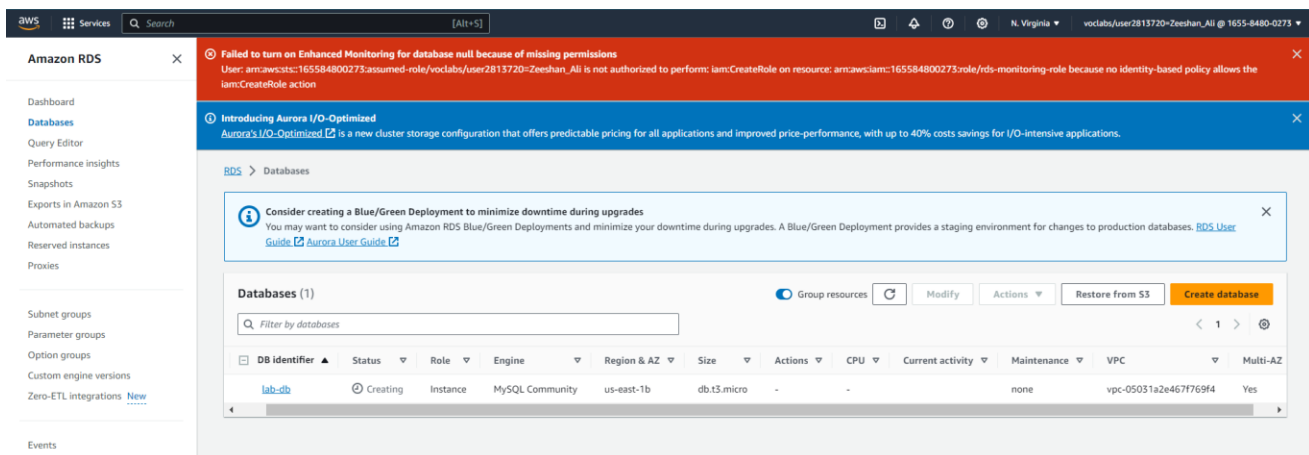 aws Services Search [Alt+S] N. Virginia voclabs/user2813720=Zeeshan_Ali @ 1655-8480-0273
Amazon RDS
Dashboard
Databases
Query Editor
Performance insights
Snapshots
Exports in Amazon S3
Automated backups
Reserved instances
Proxies
Subnet groups
Parameter groups
Option groups
Custom engine versions
Zero-ETL integrations New
Events
Failed to turn on Enhanced Monitoring for database null because of missing permissions
User: arn:aws:sts::165584800273:assumed-role/voclabs/user2813720=Zeeshan_Ali is not authorized to perform: iam:CreateRole on resource: arn:aws:iam::165584800273:role/rds-monitoring-role because no identity-based policy allows the
iam:CreateRole action
Introducing Aurora I/O-Optimized
Aurora's I/O-Optimized is a new cluster storage configuration that offers predictable pricing for all applications and improved price-performance, with up to 40% costs savings for I/O-intensive applications.
RDS > Databases
Consider creating a Blue/Green Deployment to minimize downtime during upgrades
You may want to consider using Amazon RDS Blue/Green Deployments and minimize your downtime during upgrades. A Blue/Green Deployment provides a staging environment for changes to production databases. RDS User
Guide Aurora User Guide
Databases (1) Group resources Modify Actions Restore from S3 Create database
Filter by databases 1
DB identifier Status Role Engine Region & AZ Size Actions CPU Current activity Maintenance VPC Multi-AZ
lab-db Creating Instance MySQL Community us-east-1b db.t3.micro - - none vpc-05031a2e467f769f4 Yes